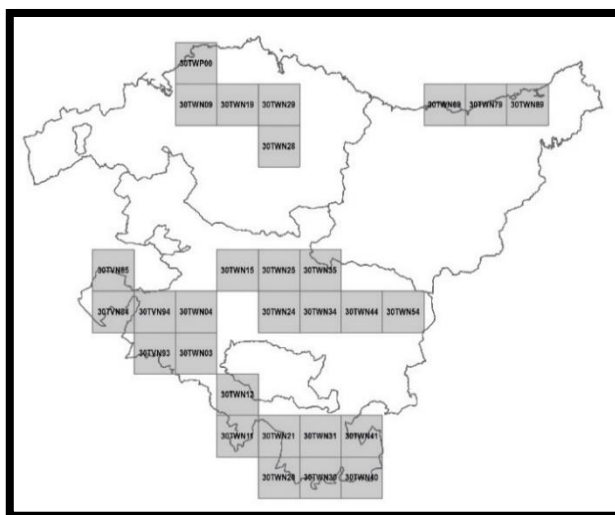 30TWP00
30TWN09 30TWN19 30TWN29 30TWN69 30TWN79 30TWN89
30TWN28
30TVN85 30TWN15 30TWN25 30TWN35
30TVN84 30TVN94 30TWN04 30TWN24 30TWN34 30TWN44 30TWN54
30TVN93 30TWN03
30TWN12
30TWN11 30TWN21 30TWN31 30TWN41
30TWN20 30TWN30 30TWN40